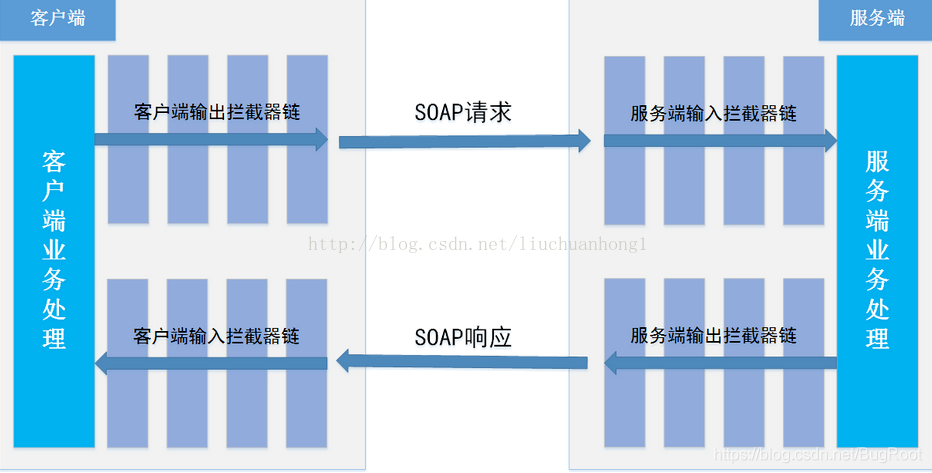 客户端
服务端
客户端输出拦截器链
SOAP请求
服务端输入拦截器链
客户端业务处理
服务端业务处理
http://blog.csdn.net/liuchuanhong1
客户端输入拦截器链
SOAP响应
服务端输出拦截器链
https://blog.csdn.net/BugRoot